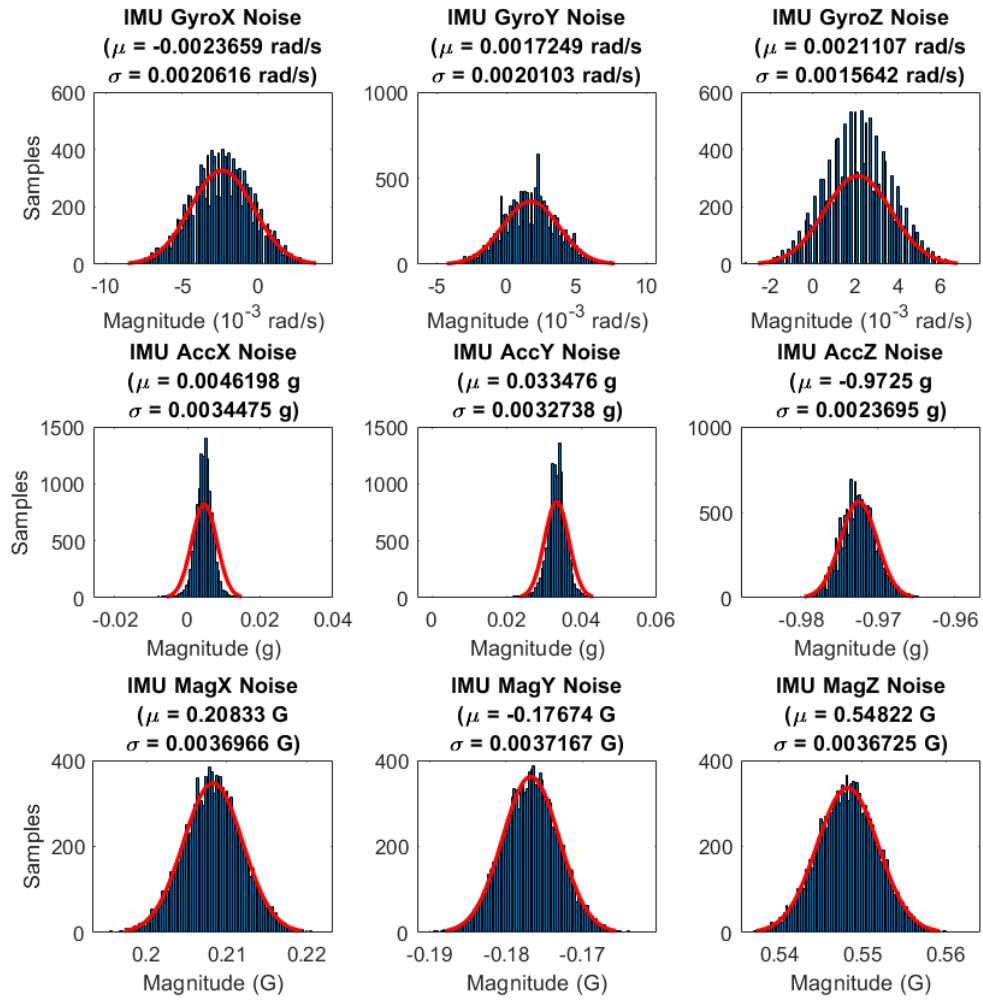 IMU GyroX Noise
(μ = -0.0023659 rad/s
σ = 0.0020616 rad/s)
600
400
200
0
Samples
-10
-5
0
Magnitude (10⁻³ rad/s)
IMU GyroY Noise
(μ = 0.0017249 rad/s
σ = 0.0020103 rad/s)
1000
500
0
-5
0
5
10
Magnitude (10⁻³ rad/s)
IMU GyroZ Noise
(μ = 0.0021107 rad/s
σ = 0.0015642 rad/s)
600
400
200
0
-2
0
2
4
6
Magnitude (10⁻³ rad/s)
IMU AccX Noise
(μ = 0.0046198 g
σ = 0.0034475 g)
1500
1000
500
0
Samples
-0.02
0
0.02
0.04
Magnitude (g)
IMU AccY Noise
(μ = 0.033476 g
σ = 0.0032738 g)
1500
1000
500
0
0
0.02
0.04
0.06
Magnitude (g)
IMU AccZ Noise
(μ = -0.9725 g
σ = 0.0023695 g)
1000
500
0
-0.98
-0.97
-0.96
Magnitude (g)
IMU MagX Noise
(μ = 0.20833 G
σ = 0.0036966 G)
400
200
0
Samples
0.2
0.21
0.22
Magnitude (G)
IMU MagY Noise
(μ = -0.17674 G
σ = 0.0037167 G)
400
200
0
-0.19
-0.18
-0.17
Magnitude (G)
IMU MagZ Noise
(μ = 0.54822 G
σ = 0.0036725 G)
400
200
0
0.54
0.55
0.56
Magnitude (G)